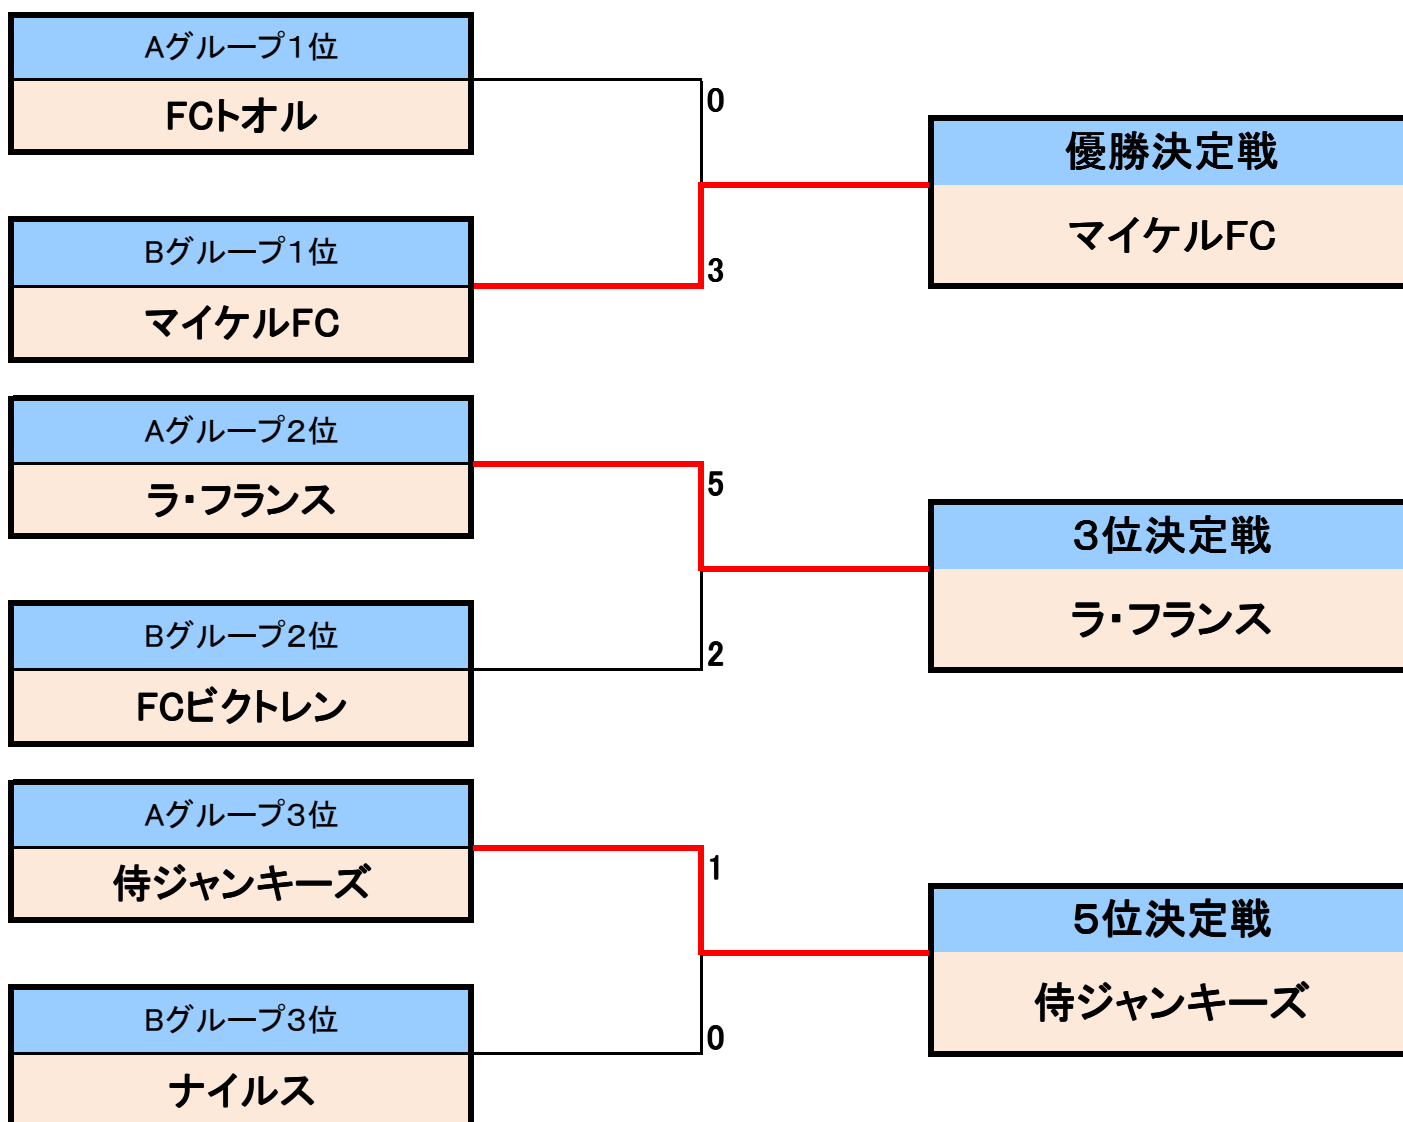 Aグループ１位
FCトオル
0
優勝決定戦
マイケルFC
Bグループ１位
マイケルFC
3
Aグループ２位
ラ・フランス
5
３位決定戦
ラ・フランス
Bグループ２位
FCビクトレン
2
Aグループ３位
侍ジャンキーズ
1
５位決定戦
侍ジャンキーズ
Bグループ３位
ナイルス
0